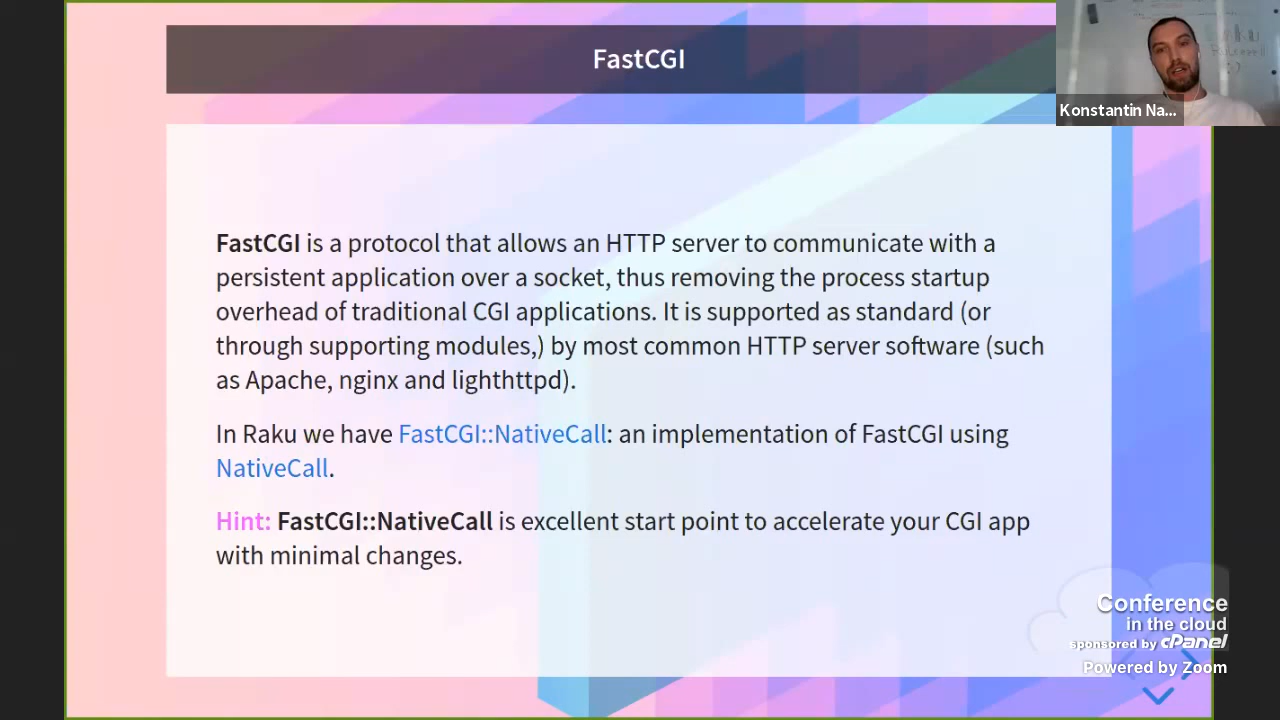 FastCGI
Konstantin Na...
FastCGI is a protocol that allows an HTTP server to communicate with a
persistent application over a socket, thus removing the process startup
overhead of traditional CGI applications. It is supported as standard (or
through supporting modules,) by most common HTTP server software (such
as Apache, nginx and lighthttpd).
In Raku we have FastCGI::NativeCall: an implementation of FastCGI using
NativeCall.
Hint: FastCGI::NativeCall is excellent start point to accelerate your CGI app
with minimal changes.
Conference
in the cloud
sponsored by cPanel
Powered by Zoom